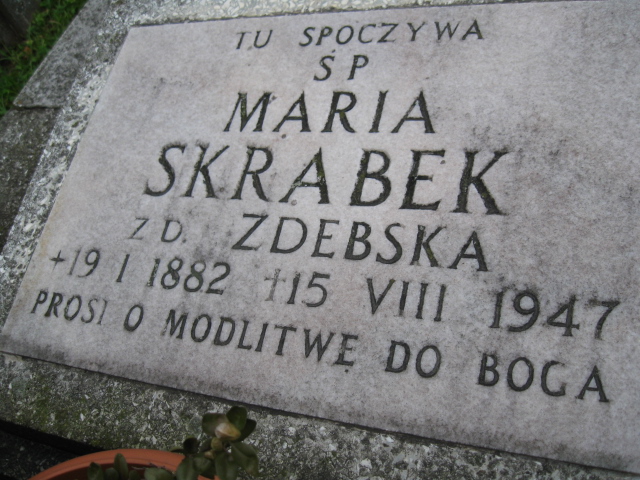 TU SPOCZYWA
ŚP
MARIA
SKRABEK
ZD. ZDEBSKA
+19 I 1882 †15 VIII 1947
PROSI O MODLITWĘ DO BOGA